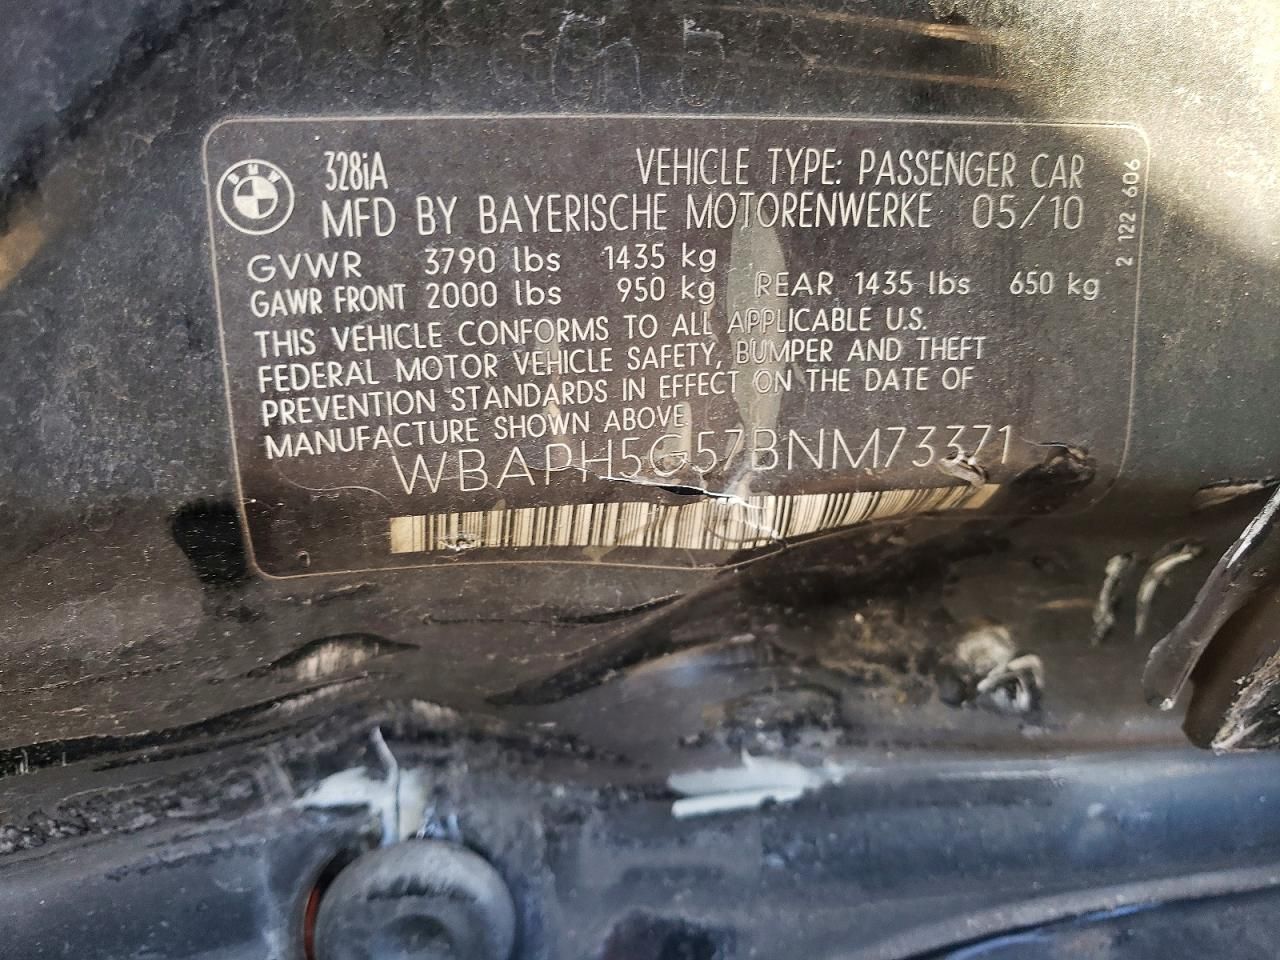 BMW
328iA VEHICLE TYPE: PASSENGER CAR
MFD BY BAYERISCHE MOTORENWERKE 05/10
GVWR 3790 lbs 1435 kg
GAWR FRONT 2000 lbs 950 kg REAR 1435 lbs 650 kg
THIS VEHICLE CONFORMS TO ALL APPLICABLE U.S.
FEDERAL MOTOR VEHICLE SAFETY, BUMPER AND THEFT
PREVENTION STANDARDS IN EFFECT ON THE DATE OF
MANUFACTURE SHOWN ABOVE.
WBAPH5G57BNM73371
2 122 606